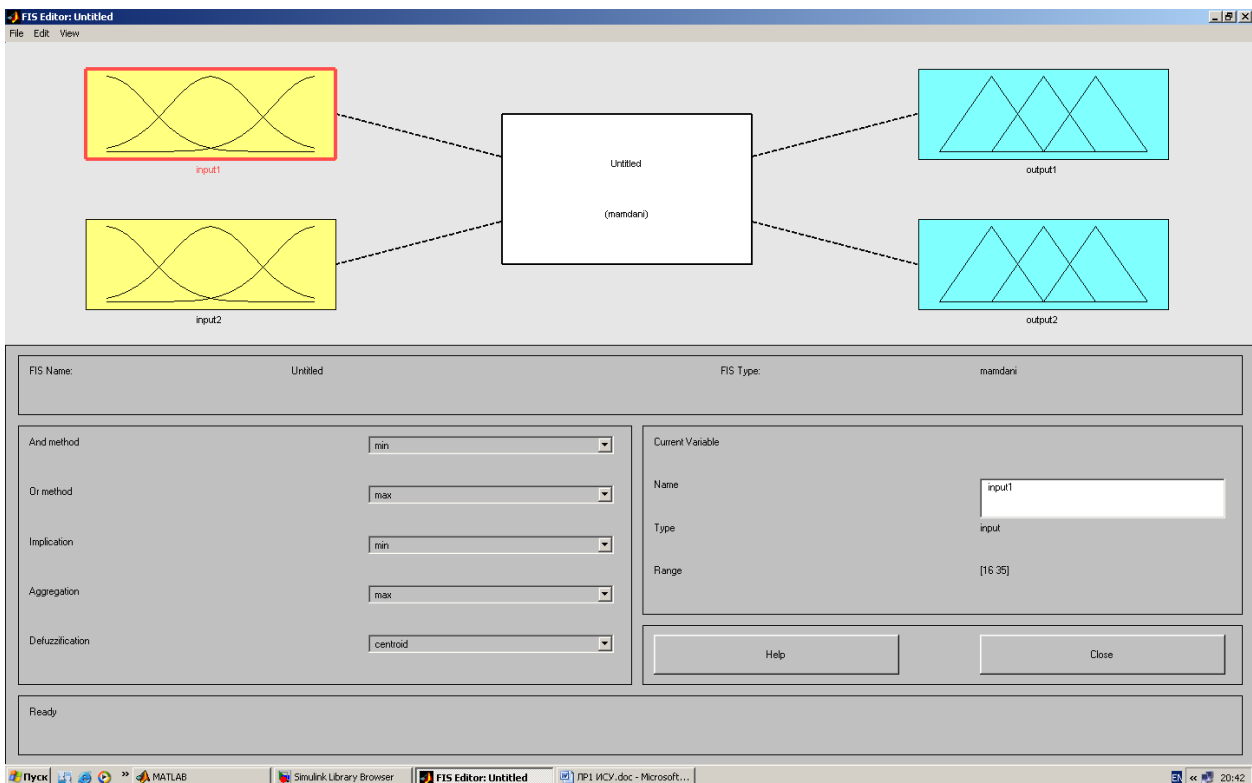 FIS Editor: Untitled
File Edit View
input1
input2
Untitled
(mamdani)
output1
output2
FIS Name: Untitled FIS Type: mamdani
And method min
Or method max
Implication min
Aggregation max
Defuzzification centroid
Current Variable
Name input1
Type input
Range [16 35]
Help Close
Ready
Пуск » MATLAB Simulink Library Browser FIS Editor: Untitled ПР1 ИСУ.doc - Microsoft... EN « 20:42